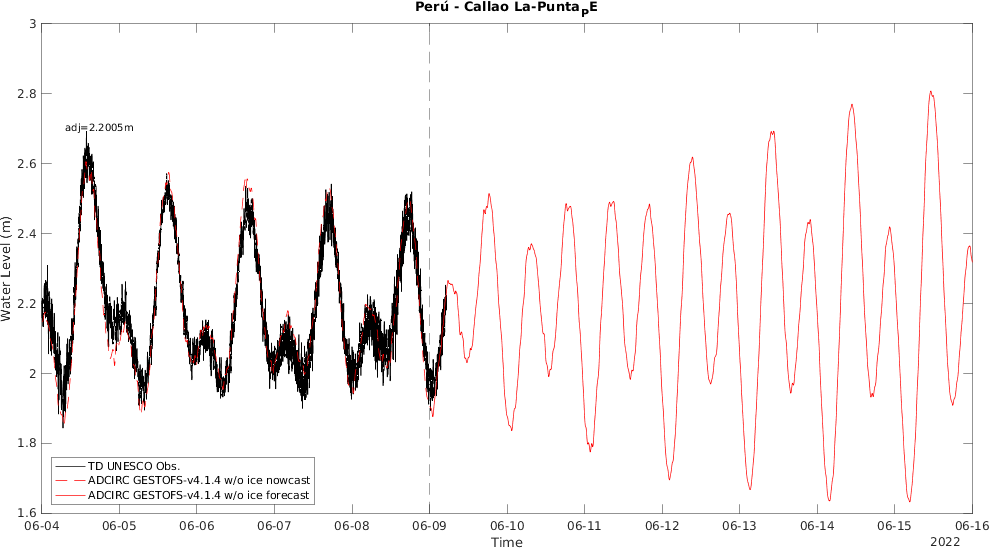 Perú - Callao La-PuntaPE
3
2.8
adj=2.2005m
2.6
2.4
2.2
Water Level (m)
2
1.8
TD UNESCO Obs.
ADCIRC GESTOFS-v4.1.4 w/o ice nowcast
ADCIRC GESTOFS-v4.1.4 w/o ice forecast
1.6
06-04 06-05 06-06 06-07 06-08 06-09 06-10 06-11 06-12 06-13 06-14 06-15 06-16
Time
2022